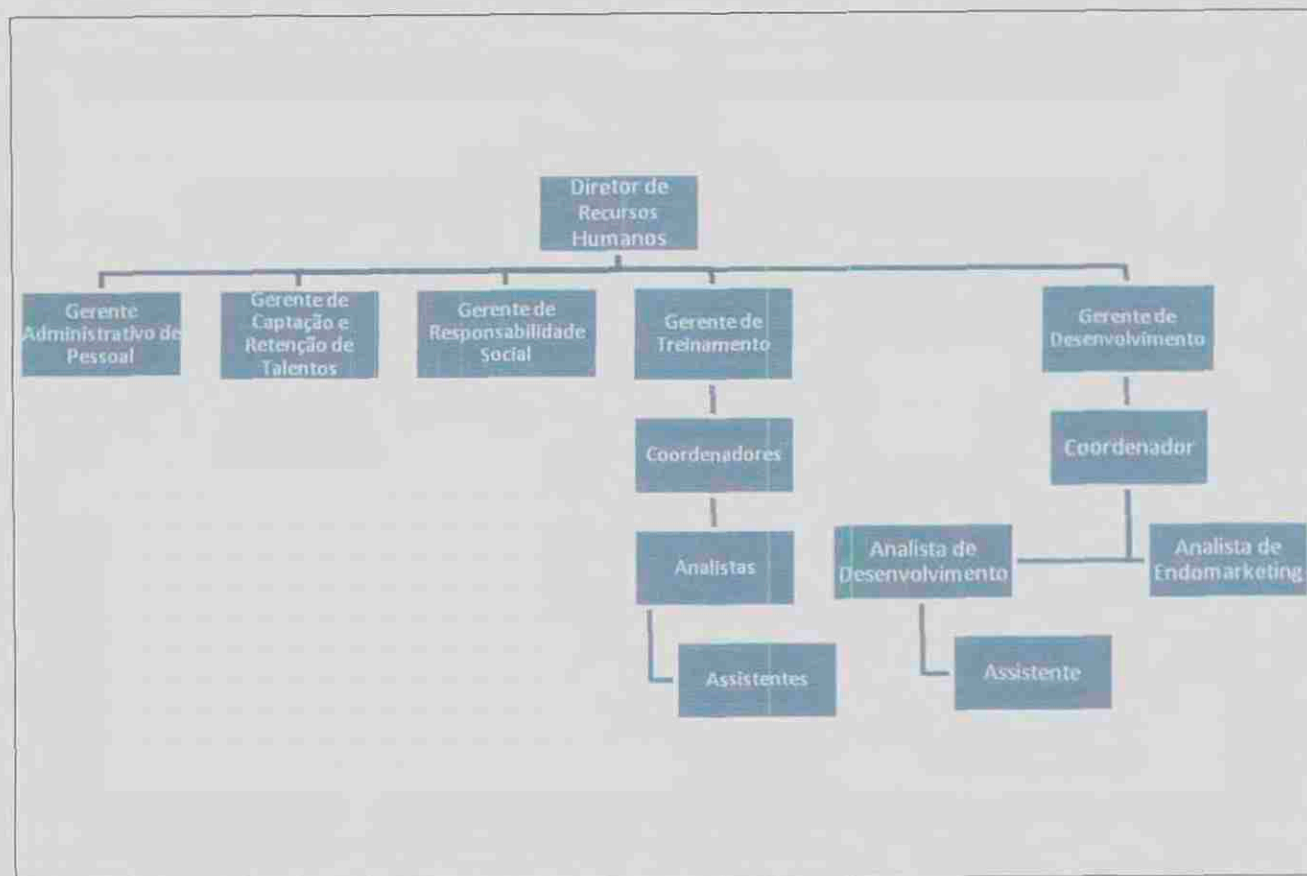 Diretor de
Recursos
Humanos
Gerente
Administrativo de
Pessoal
Gerente de
Captação e
Retenção de
Talentos
Gerente de
Responsabilidade
Social
Gerente de
Treinamento
Gerente de
Desenvolvimento
Coordenadores
Coordenador
Analistas
Analista de
Desenvolvimento
Analista de
Endomarketing
Assistentes
Assistente